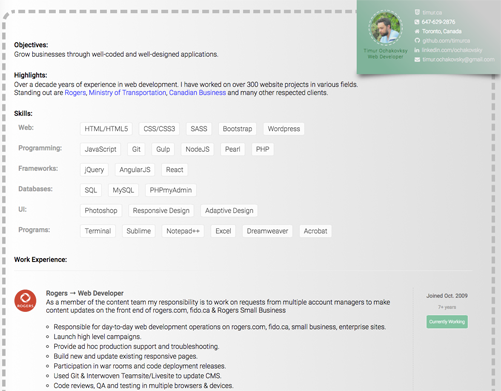 timuroz
647-629-2876
Toronto, Canada
github.com/timuroz
linkedin.com/ozhakovskiy
Timur Ozhakovskiy
Web Developer
Objectives:
Grow businesses through well-coded and well-designed applications.
Highlights:
Over a decade years of experience in web development. I have worked on over 300 website projects in various fields.
Standing out are Rogers, Ministry of Transportation, Canadian Business and many other respected clients.
Skills:
Web: HTML/HTML5 CSS/CSS3 SASS Bootstrap Wordpress
Programming: JavaScript Git Gulp NodeJS Pearl PHP
Frameworks: jQuery AngularJS React
Databases: SQL MySQL PHPmyAdmin
UI: Photoshop Responsive Design Adaptive Design
Programs: Terminal Sublime Notepad++ Excel Dreamweaver Acrobat
Work Experience:
ROGERS
Rogers → Web Developer
As a member of the content team my responsibility is to work on requests from multiple account managers to make
content updates on the front end of rogers.com, fido.ca & Rogers Small Business
Responsible for day-to-day web development operations on rogers.com, fido.ca, small business, enterprise sites.
Launch high level campaigns.
Provide ad hoc production support and troubleshooting.
Build new and update existing responsive pages.
Participation in war rooms and code deployment releases.
Used Git & Interwoven Teamsite/Livesite to update CMS.
Code reviews, QA and testing in multiple browsers & devices.
Joined Oct. 2009
7+ years
Currently Working